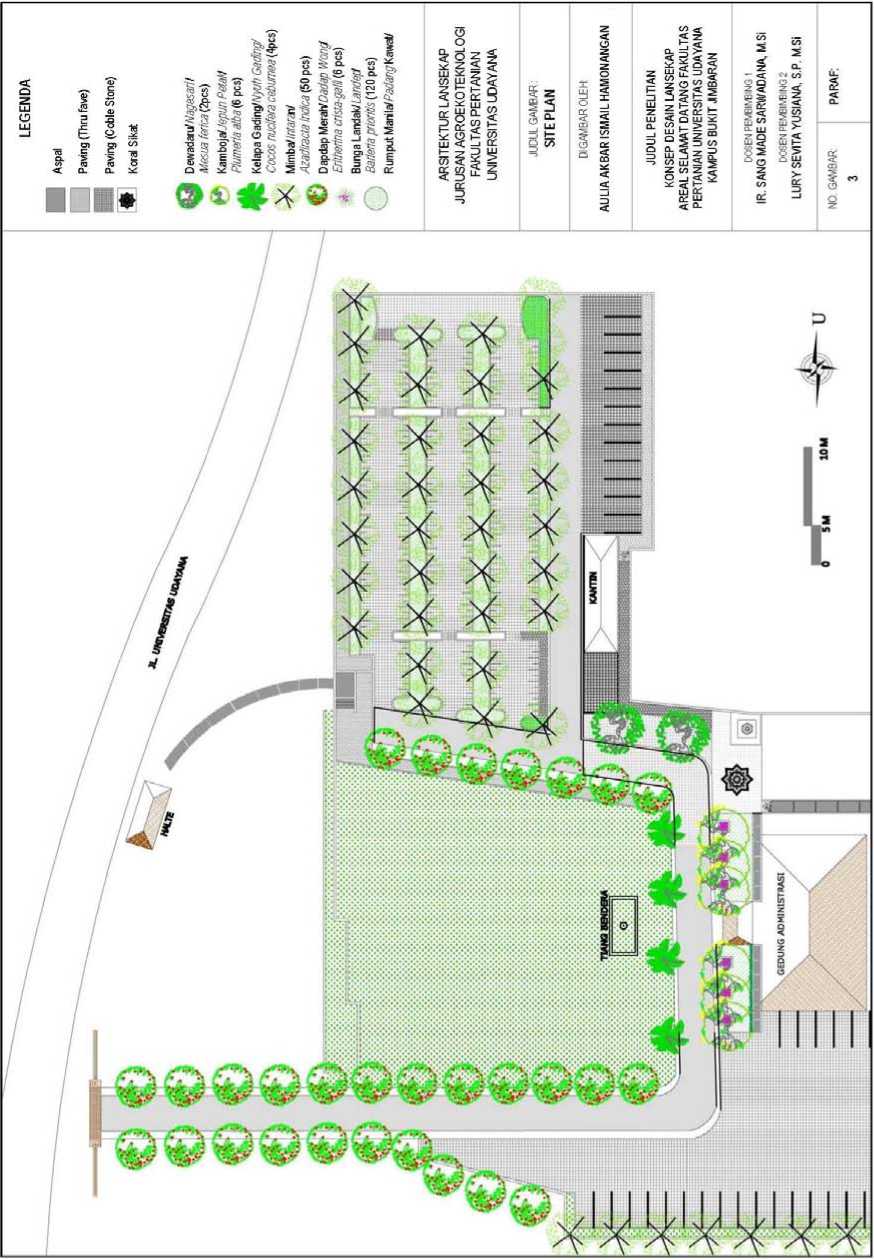 LEGENDA
Aspal
Paving (Thru fave)
Paving (Coble Stone)
Koral Sikat
Dewadaru/Nagasari/
Mesua ferica (2pcs)
Kamboja/Jepun Petak/
Plumeria alba (6 pcs)
Kelapa Gading/Nyuh Gading/
Cocos nucifera ceburnea (4pcs)
Mimba/Intaran/
Azadiracta Indica (50 pcs)
Dapdap Merah/Dadap Wong/
Eritherina crista-galli (6 pcs)
Bunga Landak/Landep/
Barleria prioritis (120 pcs)
Rumput Manila/Padang Kawat/
ARSITEKTUR LANSEKAP
JURUSAN AGROEKOTEKNOLOGI
FAKULTAS PERTANIAN
UNIVERSITAS UDAYANA
JUDUL GAMBAR:
SITE PLAN
DIGAMBAR OLEH:
AULIA AKBAR ISMAIL HAMONANGAN
JUDUL PENELITIAN
KONSEP DESAIN LANSEKAP
AREAL SELAMAT DATANG FAKULTAS
PERTANIAN UNIVERSITAS UDAYANA
KAMPUS BUKIT JIMBARAN
DOSEN PEMBIMBING 1
IR. SANG MADE SARWADANA, M.Si
DOSEN PEMBIMBING 2
LURY SEVITA YUSIANA, S.P. M.Si
NO. GAMBAR:
3
PARAF:
JL. UNIVERSITAS UDAYANA
HALTE
KANTIN
TIANG BENDERA
GEDUNG ADMINISTRASI
U
0 5 M 10 M